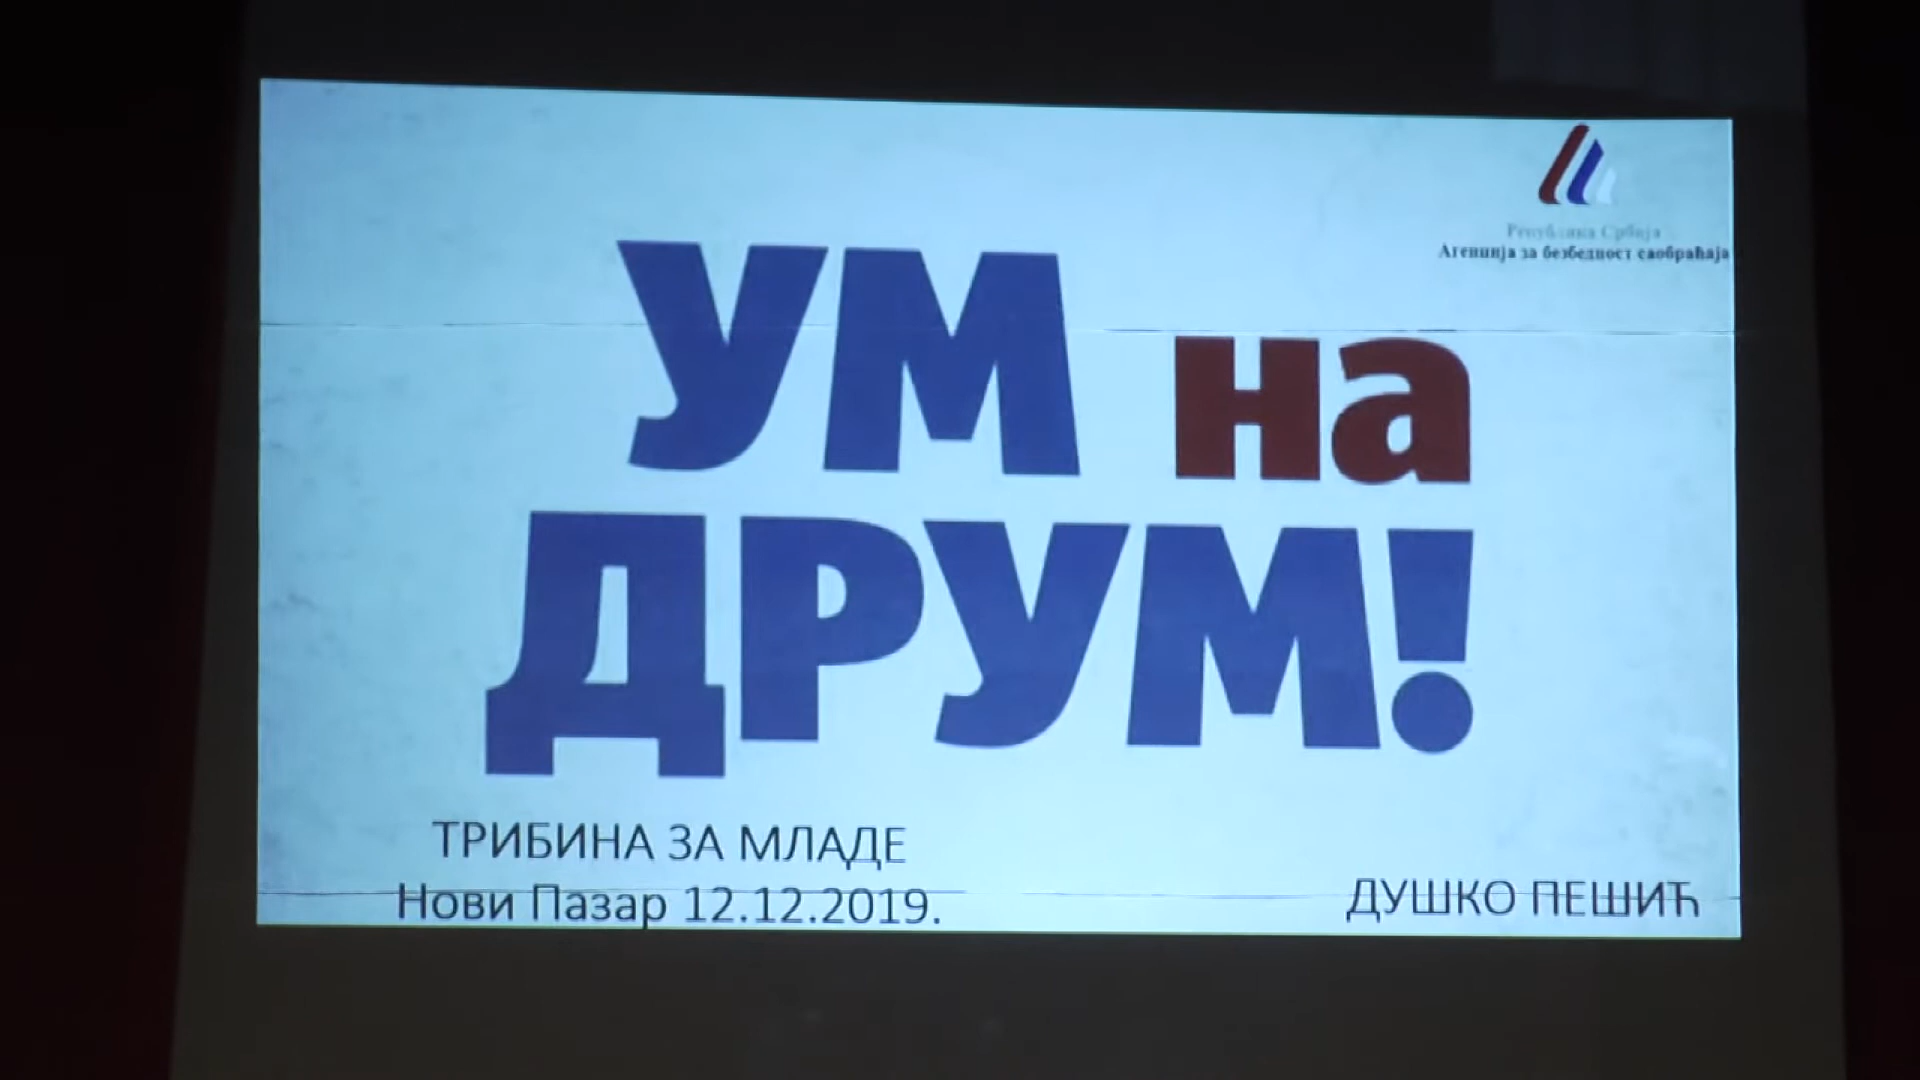 Република Србија
Агенција за безбедност саобраћаја
УМ на
ДРУМ!
ТРИБИНА ЗА МЛАДЕ
Нови Пазар 12.12.2019.
ДУШКО ПЕШИЋ